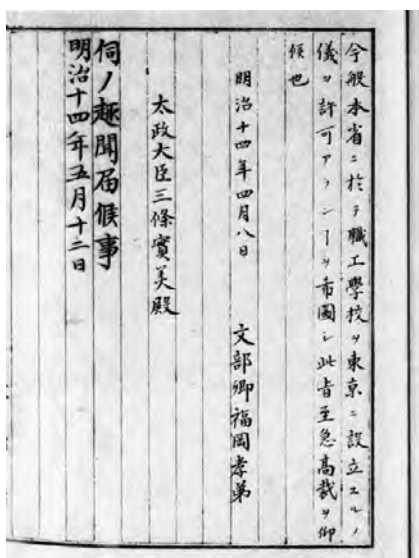 今般本省ニ於テ職工學校ヲ東京ニ設立スルノ
儀ヲ許可アランヿヲ希圖シ此旨至急高裁ヲ仰
候也
明治十四年四月八日
文部卿福岡孝弟
太政大臣三條實美殿
伺ノ趣聞届候事
明治十四年五月十二日